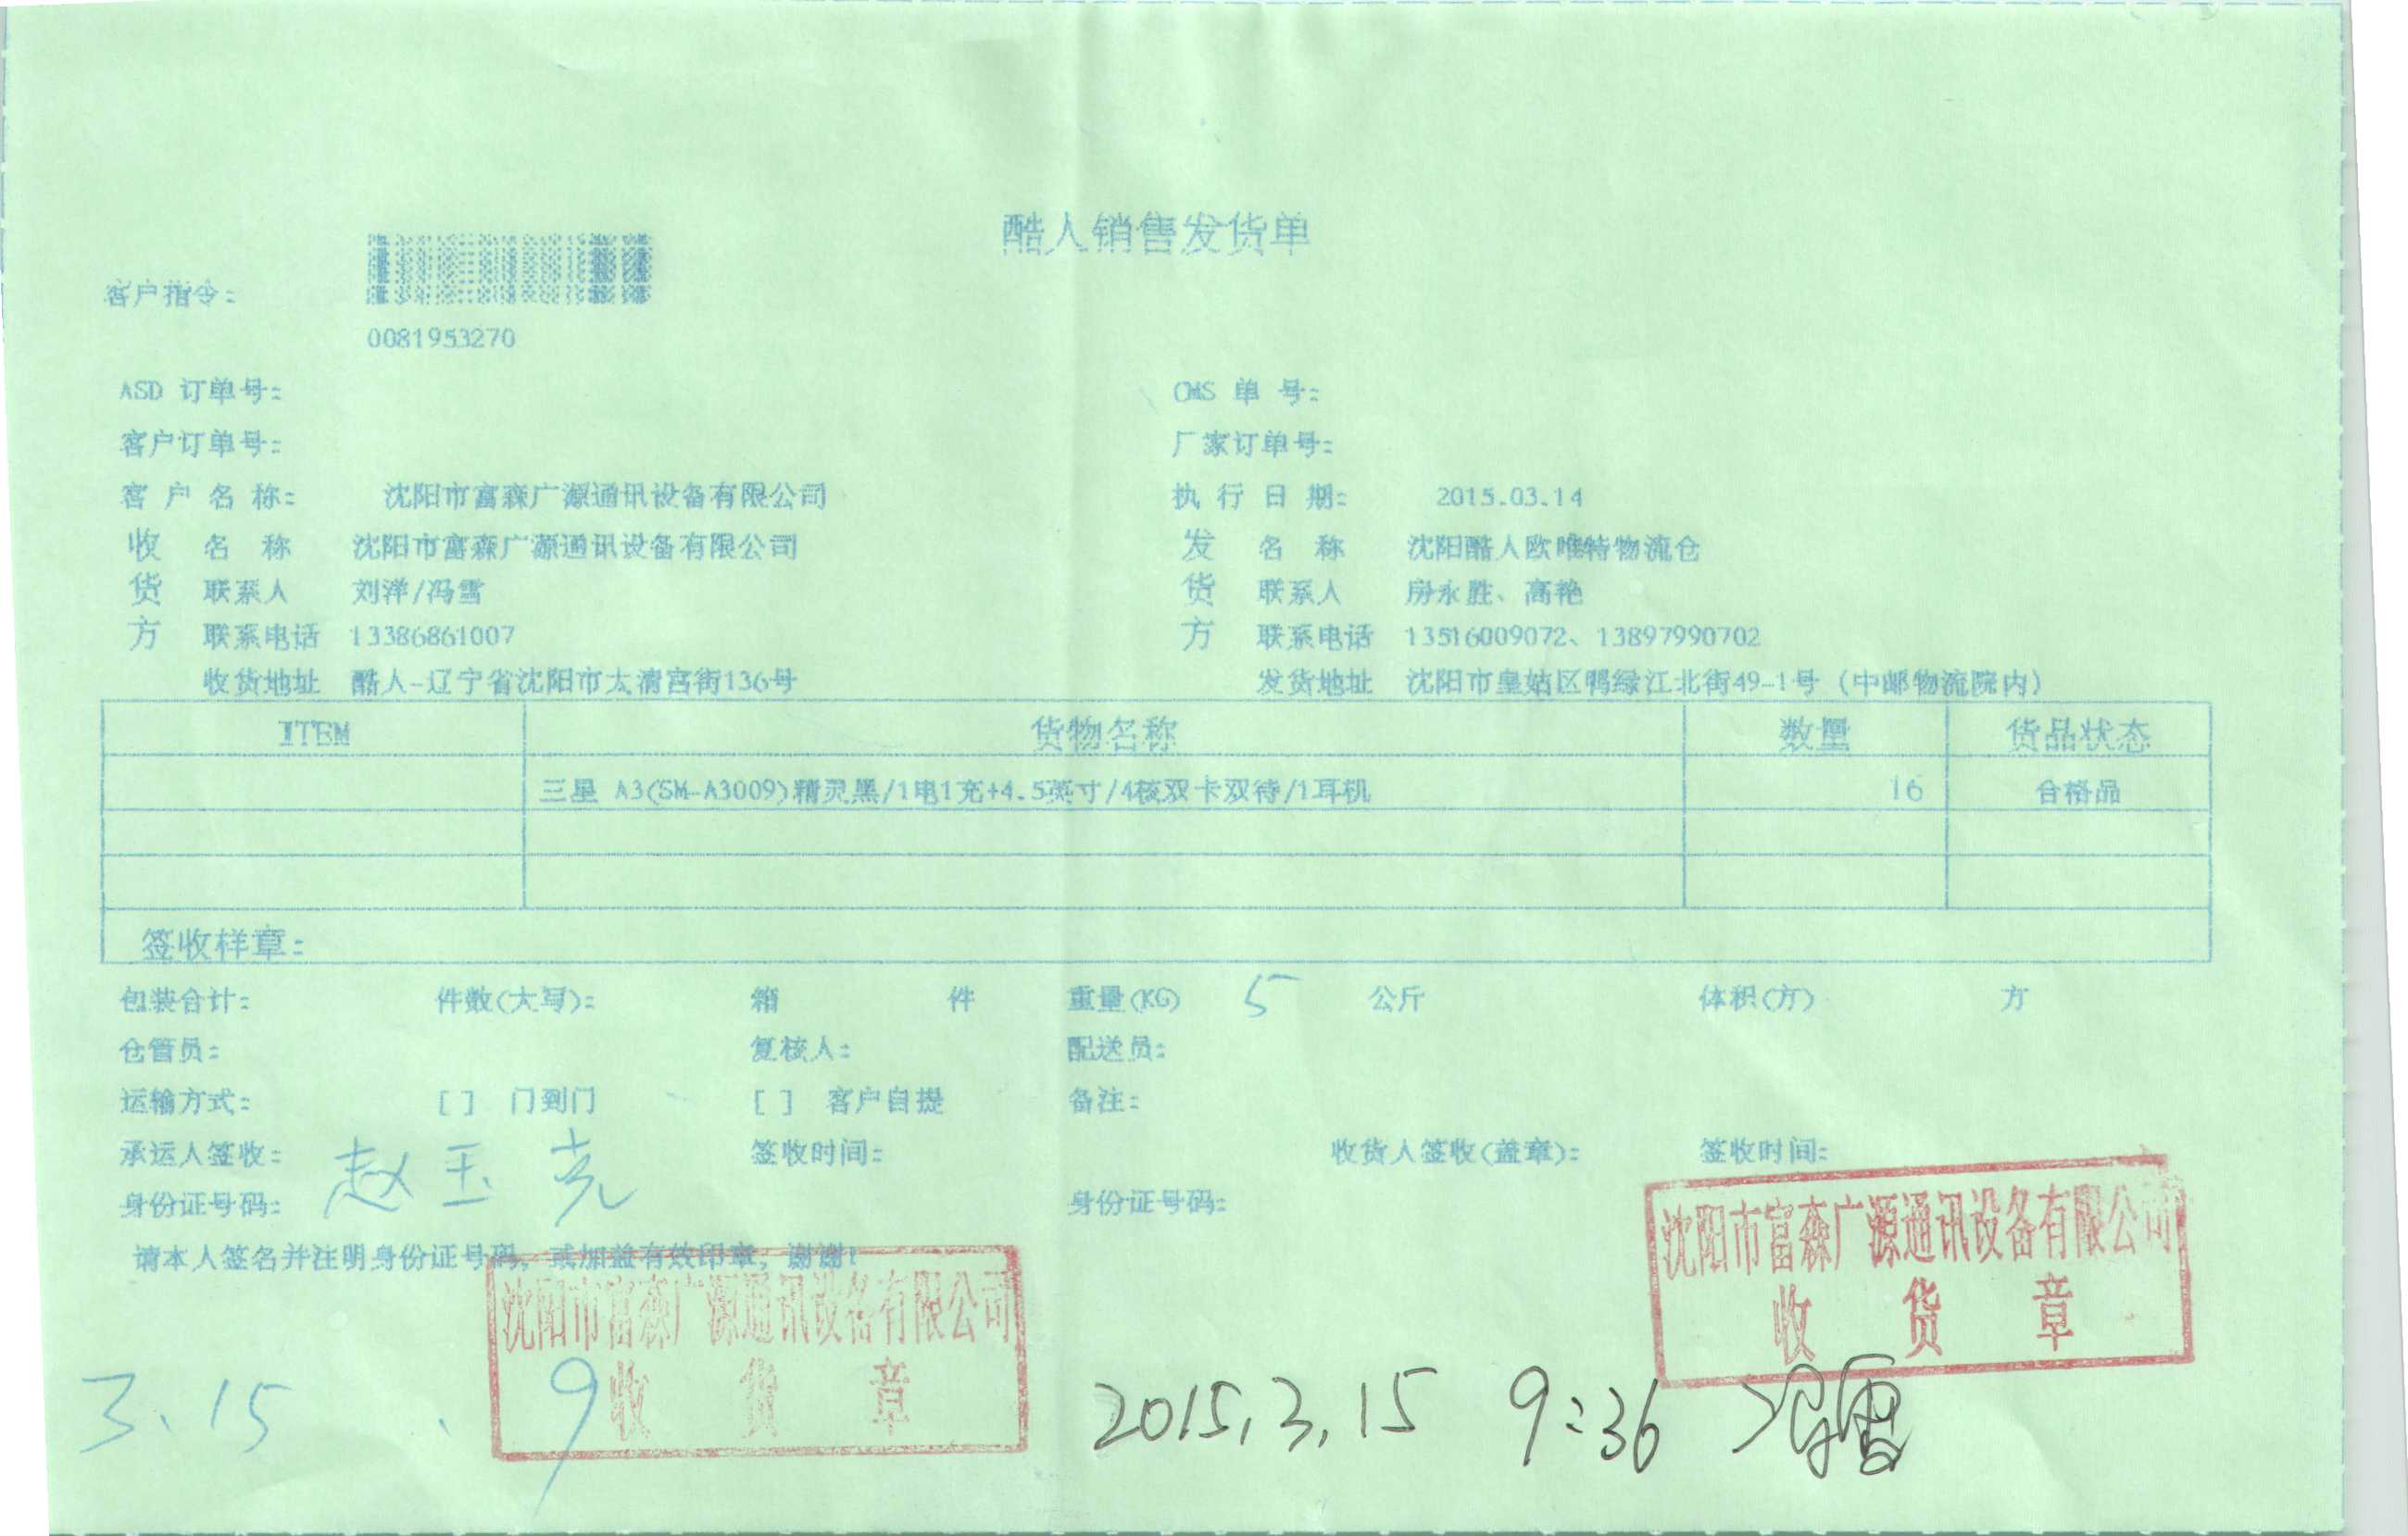 酷人销售发货单
客户指令:
0081953270
ASD 订单号: OMS 单 号:
客户订单号: 厂家订单号:
客 户 名 称: 沈阳市富森广源通讯设备有限公司 执 行 日 期: 2015.03.14
收 名 称 沈阳市富森广源通讯设备有限公司 发 名 称 沈阳酷人欧唯特物流仓
货 联系人 刘洋/冯雪 货 联系人 房永胜、高艳
方 联系电话 13386861007 方 联系电话 13516009072、13897990702
收货地址 酷人-辽宁省沈阳市太清宫街136号 发货地址 沈阳市皇姑区鸭绿江北街49-1号 (中邮物流院内)
ITEM 货物名称 数量 货品状态
三星 A3(SM-A3009)精灵黑/1电1充+4.5英寸/4核双卡双待/1耳机 16 合格品
签收样章:
包装合计: 件数(大写): 箱 件 重量(KG) 5 公斤 体积(方) 方
仓管员: 复核人: 配送员:
运输方式: [ ] 门到门 [ ] 客户自提 备注:
承运人签收: 赵玉克 签收时间: 收货人签收(盖章): 签收时间:
身份证号码: 身份证号码:
请本人签名并注明身份证号码, 或加盖有效印章, 谢谢!
沈阳市富森广源通讯设备有限公司
收 货 章
沈阳市富森广源通讯设备有限公司
收 货 章
3.15 9 2015.3.15 9:36 冯雪